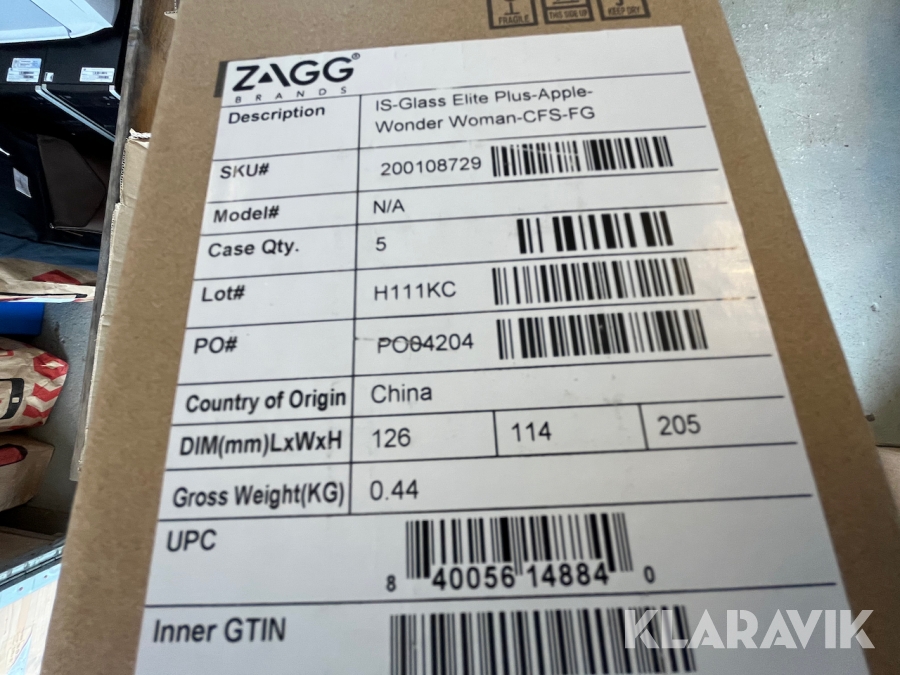 FRAGILE THIS SIDE UP KEEP DRY
ZAGG®
BRANDS
Description IS-Glass Elite Plus-Apple-
Wonder Woman-CFS-FG
SKU# 200108729
Model# N/A
Case Qty. 5
Lot# H111KC
PO# PO04204
Country of Origin China
DIM(mm)LxWxH 126 114 205
Gross Weight(KG) 0.44
UPC
8 40056 14884 0
Inner GTIN
KLARAVIK